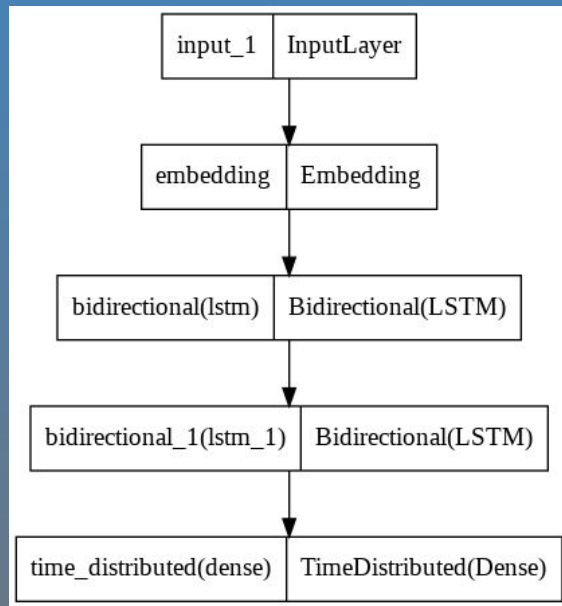 input_1 InputLayer
embedding Embedding
bidirectional(lstm) Bidirectional(LSTM)
bidirectional_1(lstm_1) Bidirectional(LSTM)
time_distributed(dense) TimeDistributed(Dense)